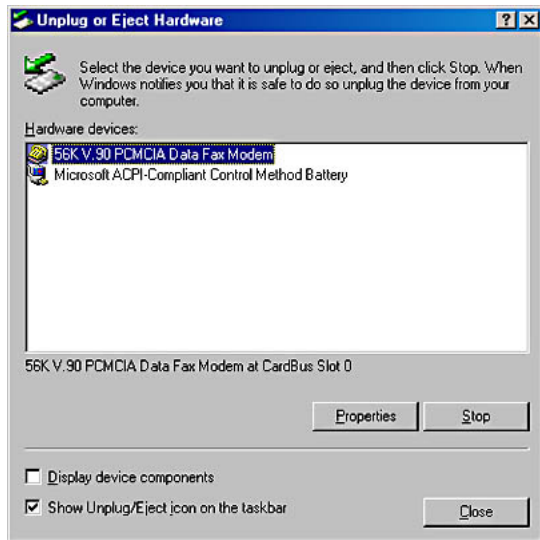 Unplug or Eject Hardware
Select the device you want to unplug or eject, and then click Stop. When
Windows notifies you that it is safe to do so unplug the device from your
computer.
Hardware devices:
56K V.90 PCMCIA Data Fax Modem
Microsoft ACPI-Compliant Control Method Battery
56K V.90 PCMCIA Data Fax Modem at CardBus Slot 0
Properties
Stop
Display device components
Show Unplug/Eject icon on the taskbar
Close